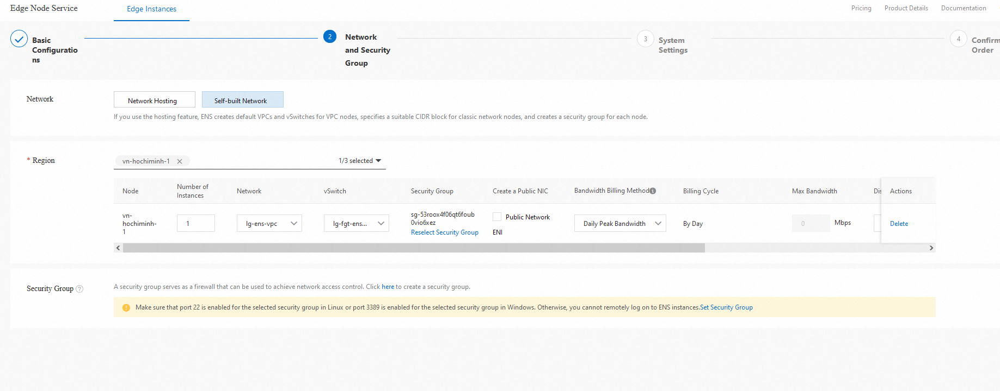 Edge Node Service
Edge Instances
Pricing
Product Details
Documentation
Basic
Configuratio
ns
2
Network
and Security
Group
3
System
Settings
4
Confirm
Order
Network
Network Hosting
Self-built Network
If you use the hosting feature, ENS creates default VPCs and vSwitches for VPC nodes, specifies a suitable CIDR block for classic network nodes, and creates a security group for each node.
* Region
vn-hochiminh-1
1/3 selected
Node
Number of
Instances
Network
vSwitch
Security Group
Create a Public NIC
Bandwidth Billing Method
Billing Cycle
Max Bandwidth
Dis
Actions
vn-
hochiminh-
1
1
lg-ens-vpc
lg-fgt-ens...
sg-53roox4f06qt6foub
0vio6xez
Reselect Security Group
Public Network
ENI
Daily Peak Bandwidth
By Day
0
Mbps
Delete
Security Group
A security group serves as a firewall that can be used to achieve network access control. Click here to create a security group.
Make sure that port 22 is enabled for the selected security group in Linux or port 3389 is enabled for the selected security group in Windows. Otherwise, you cannot remotely log on to ENS instances.Set Security Group